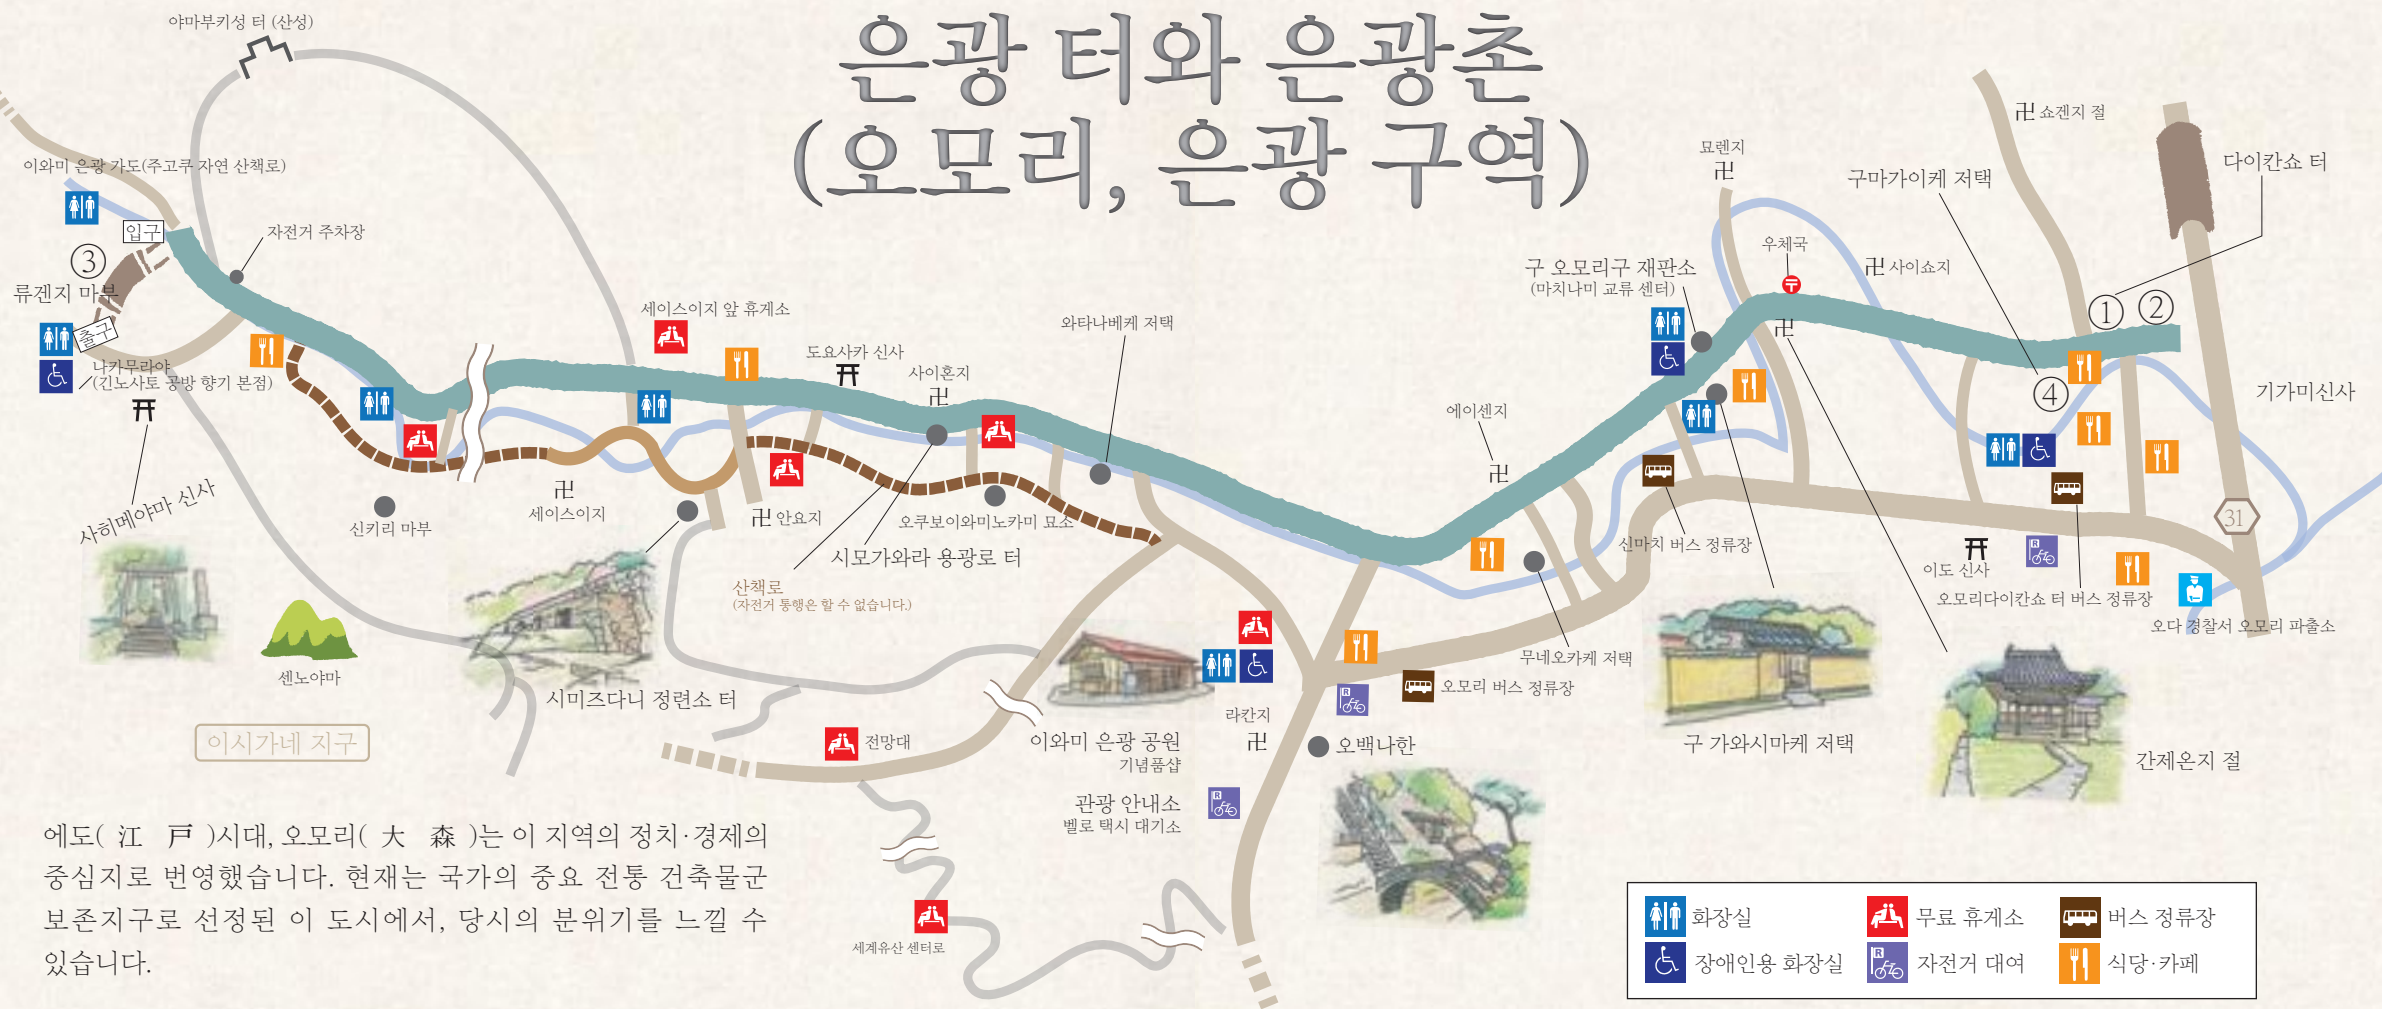 은광 터와 은광촌
(오모리, 은광 구역)
야마부키성 터 (산성)
이와미 은광 가도(주고쿠 자연 산책로)
입구
자전거 주차장
③
류겐지 마부
출구
나카무라야
(긴노사토 공방 향기 본점)
사히메야마 신사
신키리 마부
센노야마
이시가네 지구
세이스이지 앞 휴게소
세이스이지
시미즈다니 정련소 터
안요지
도요사카 신사
사이혼지
와타나베케 저택
오쿠보이와미노카미 묘소
시모가와라 용광로 터
산책로
(자전거 통행은 할 수 없습니다.)
전망대
세계유산 센터로
이와미 은광 공원
기념품샵
관광 안내소
벨로 택시 대기소
라칸지
오백나한
오모리 버스 정류장
무네오카케 저택
에이센지
신마치 버스 정류장
구 오모리구 재판소
(마치나미 교류 센터)
묘렌지
우체국
구마가이케 저택
사이쇼지
쇼겐지 절
다이칸쇼 터
① ②
④
기가미신사
31
이도 신사
오모리다이칸쇼 터 버스 정류장
오다 경찰서 오모리 파출소
구 가와시마케 저택
간제온지 절
에도( 江 戸 )시대, 오모리( 大 森 )는 이 지역의 정치·경제의
중심지로 번영했습니다. 현재는 국가의 중요 전통 건축물군
보존지구로 선정된 이 도시에서, 당시의 분위기를 느낄 수
있습니다.
화장실
무료 휴게소
버스 정류장
장애인용 화장실
R
자전거 대여
식당·카페